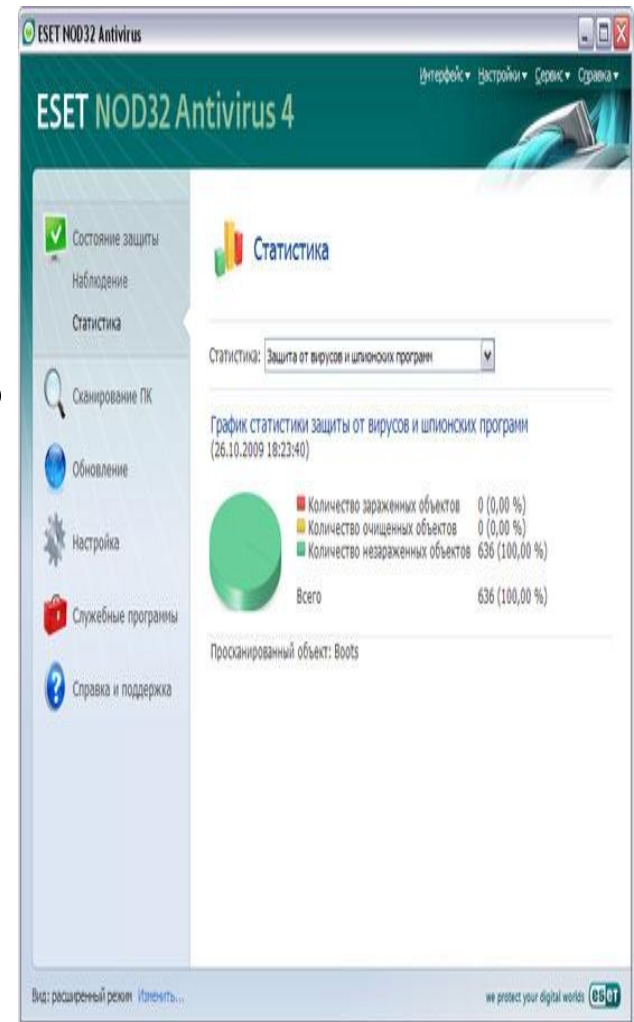 ESET NOD32 Antivirus
Интерфейс Настройки Сервис Справка
ESET NOD32 Antivirus 4
Состояние защиты
Наблюдение
Статистика
Сканирование ПК
Обновление
Настройка
Служебные программы
Справка и поддержка
Статистика
Статистика: Защита от вирусов и шпионских программ
График статистики защиты от вирусов и шпионских программ
(26.10.2009 18:23:40)
Количество зараженных объектов 0 (0,00 %)
Количество очищенных объектов 0 (0,00 %)
Количество незараженных объектов 636 (100,00 %)
Всего 636 (100,00 %)
Просканированный объект: Boots
Вид: расширенный режим Изменить...
we protect your digital worlds eset